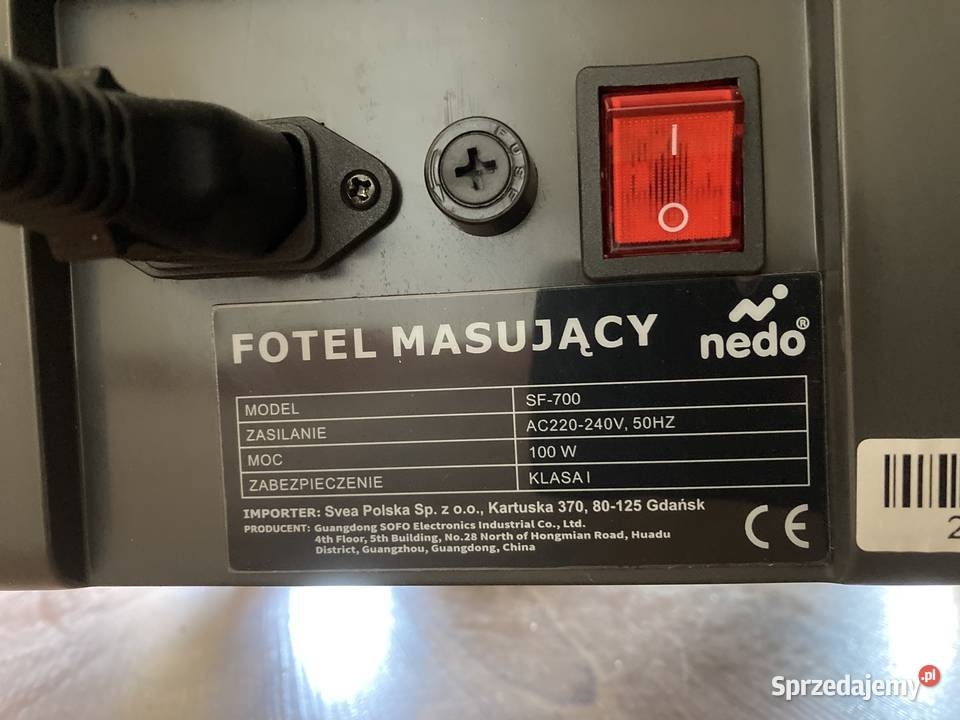 FUSE
I
O
FOTEL MASUJĄCY
nedo®
MODEL SF-700
ZASILANIE AC220-240V, 50HZ
MOC 100 W
ZABEZPIECZENIE KLASA I
IMPORTER: Svea Polska Sp. z o.o., Kartuska 370, 80-125 Gdańsk
PRODUCENT: Guangdong SOFO Electronics Industrial Co., Ltd.
4th Floor, 5th Building, No.28 North of Hongmian Road, Huadu
District, Guangzhou, Guangdong, China
CE
2
Sprzedajemy.pl